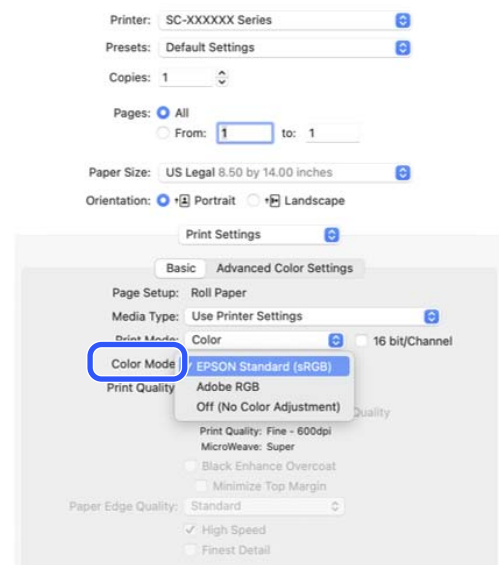 Printer: SC-XXXXXX Series
Presets: Default Settings
Copies: 1
Pages: All
From: 1 to: 1
Paper Size: US Legal 8.50 by 14.00 inches
Orientation: Portrait Landscape
Print Settings
Basic Advanced Color Settings
Page Setup: Roll Paper
Media Type: Use Printer Settings
Print Mode: Color 16 bit/Channel
Color Mode ✓ EPSON Standard (sRGB)
Print Quality Adobe RGB
Off (No Color Adjustment)
Quality
Print Quality: Fine - 600dpi
MicroWeave: Super
Black Enhance Overcoat
Minimize Top Margin
Paper Edge Quality: Standard
High Speed
Finest Detail